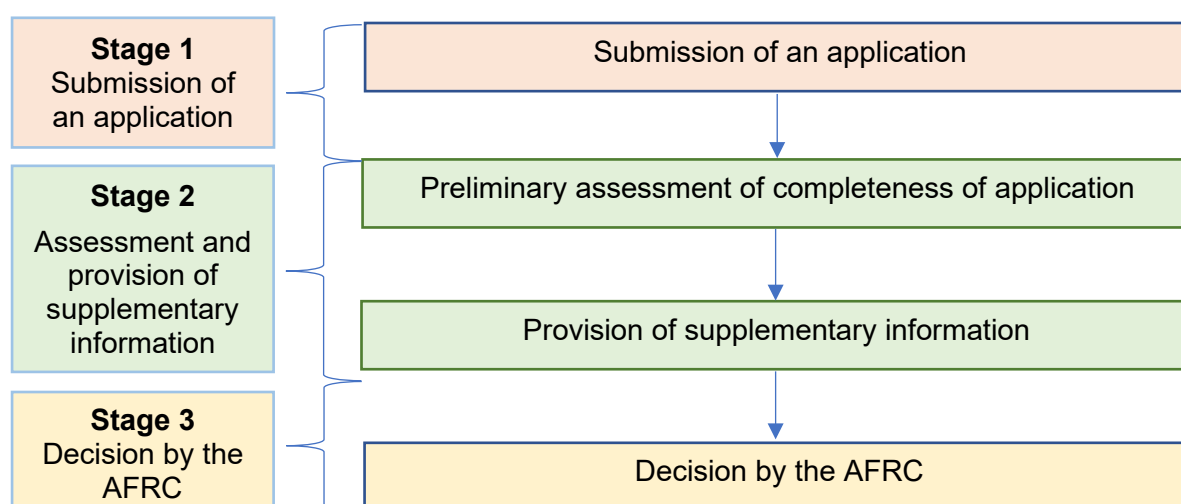 Stage 1
Submission of
an application
Submission of an application
Stage 2
Assessment and
provision of
supplementary
information
Preliminary assessment of completeness of application
Provision of supplementary information
Stage 3
Decision by the
AFRC
Decision by the AFRC